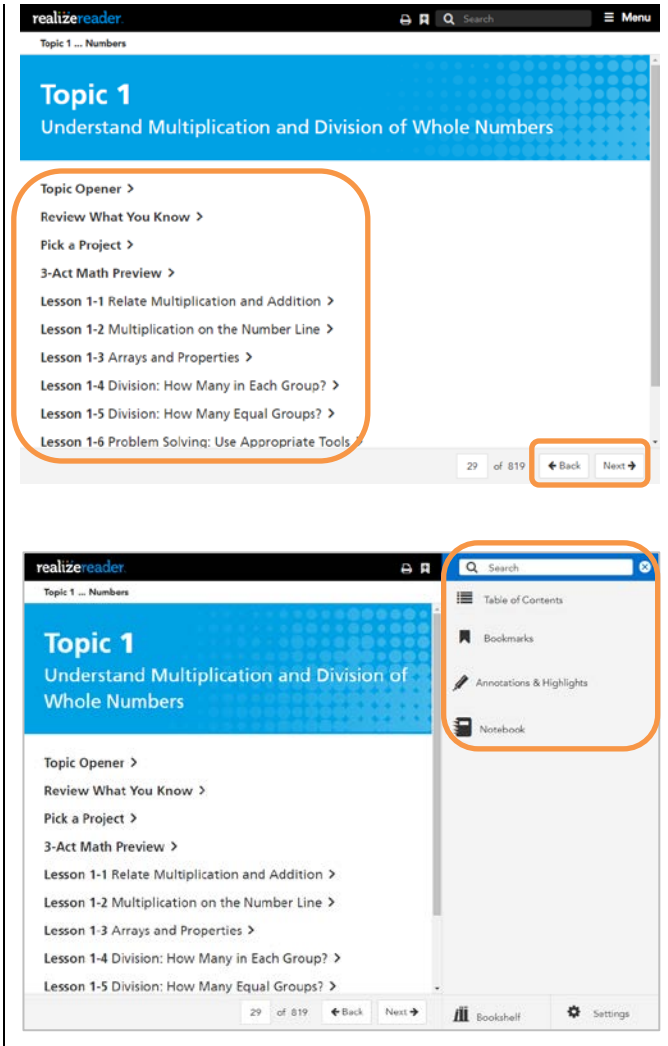 realizereader.
Search
Menu
Topic 1 ... Numbers
Topic 1
Understand Multiplication and Division of Whole Numbers
Topic Opener >
Review What You Know >
Pick a Project >
3-Act Math Preview >
Lesson 1-1 Relate Multiplication and Addition >
Lesson 1-2 Multiplication on the Number Line >
Lesson 1-3 Arrays and Properties >
Lesson 1-4 Division: How Many in Each Group? >
Lesson 1-5 Division: How Many Equal Groups? >
Lesson 1-6 Problem Solving: Use Appropriate Tools >
29 of 819 ← Back Next →
realizereader.
Search
Topic 1 ... Numbers
Table of Contents
Bookmarks
Annotations & Highlights
Notebook
Topic 1
Understand Multiplication and Division of
Whole Numbers
Topic Opener >
Review What You Know >
Pick a Project >
3-Act Math Preview >
Lesson 1-1 Relate Multiplication and Addition >
Lesson 1-2 Multiplication on the Number Line >
Lesson 1-3 Arrays and Properties >
Lesson 1-4 Division: How Many in Each Group? >
Lesson 1-5 Division: How Many Equal Groups? >
29 of 819 ← Back Next →
Bookshelf
Settings